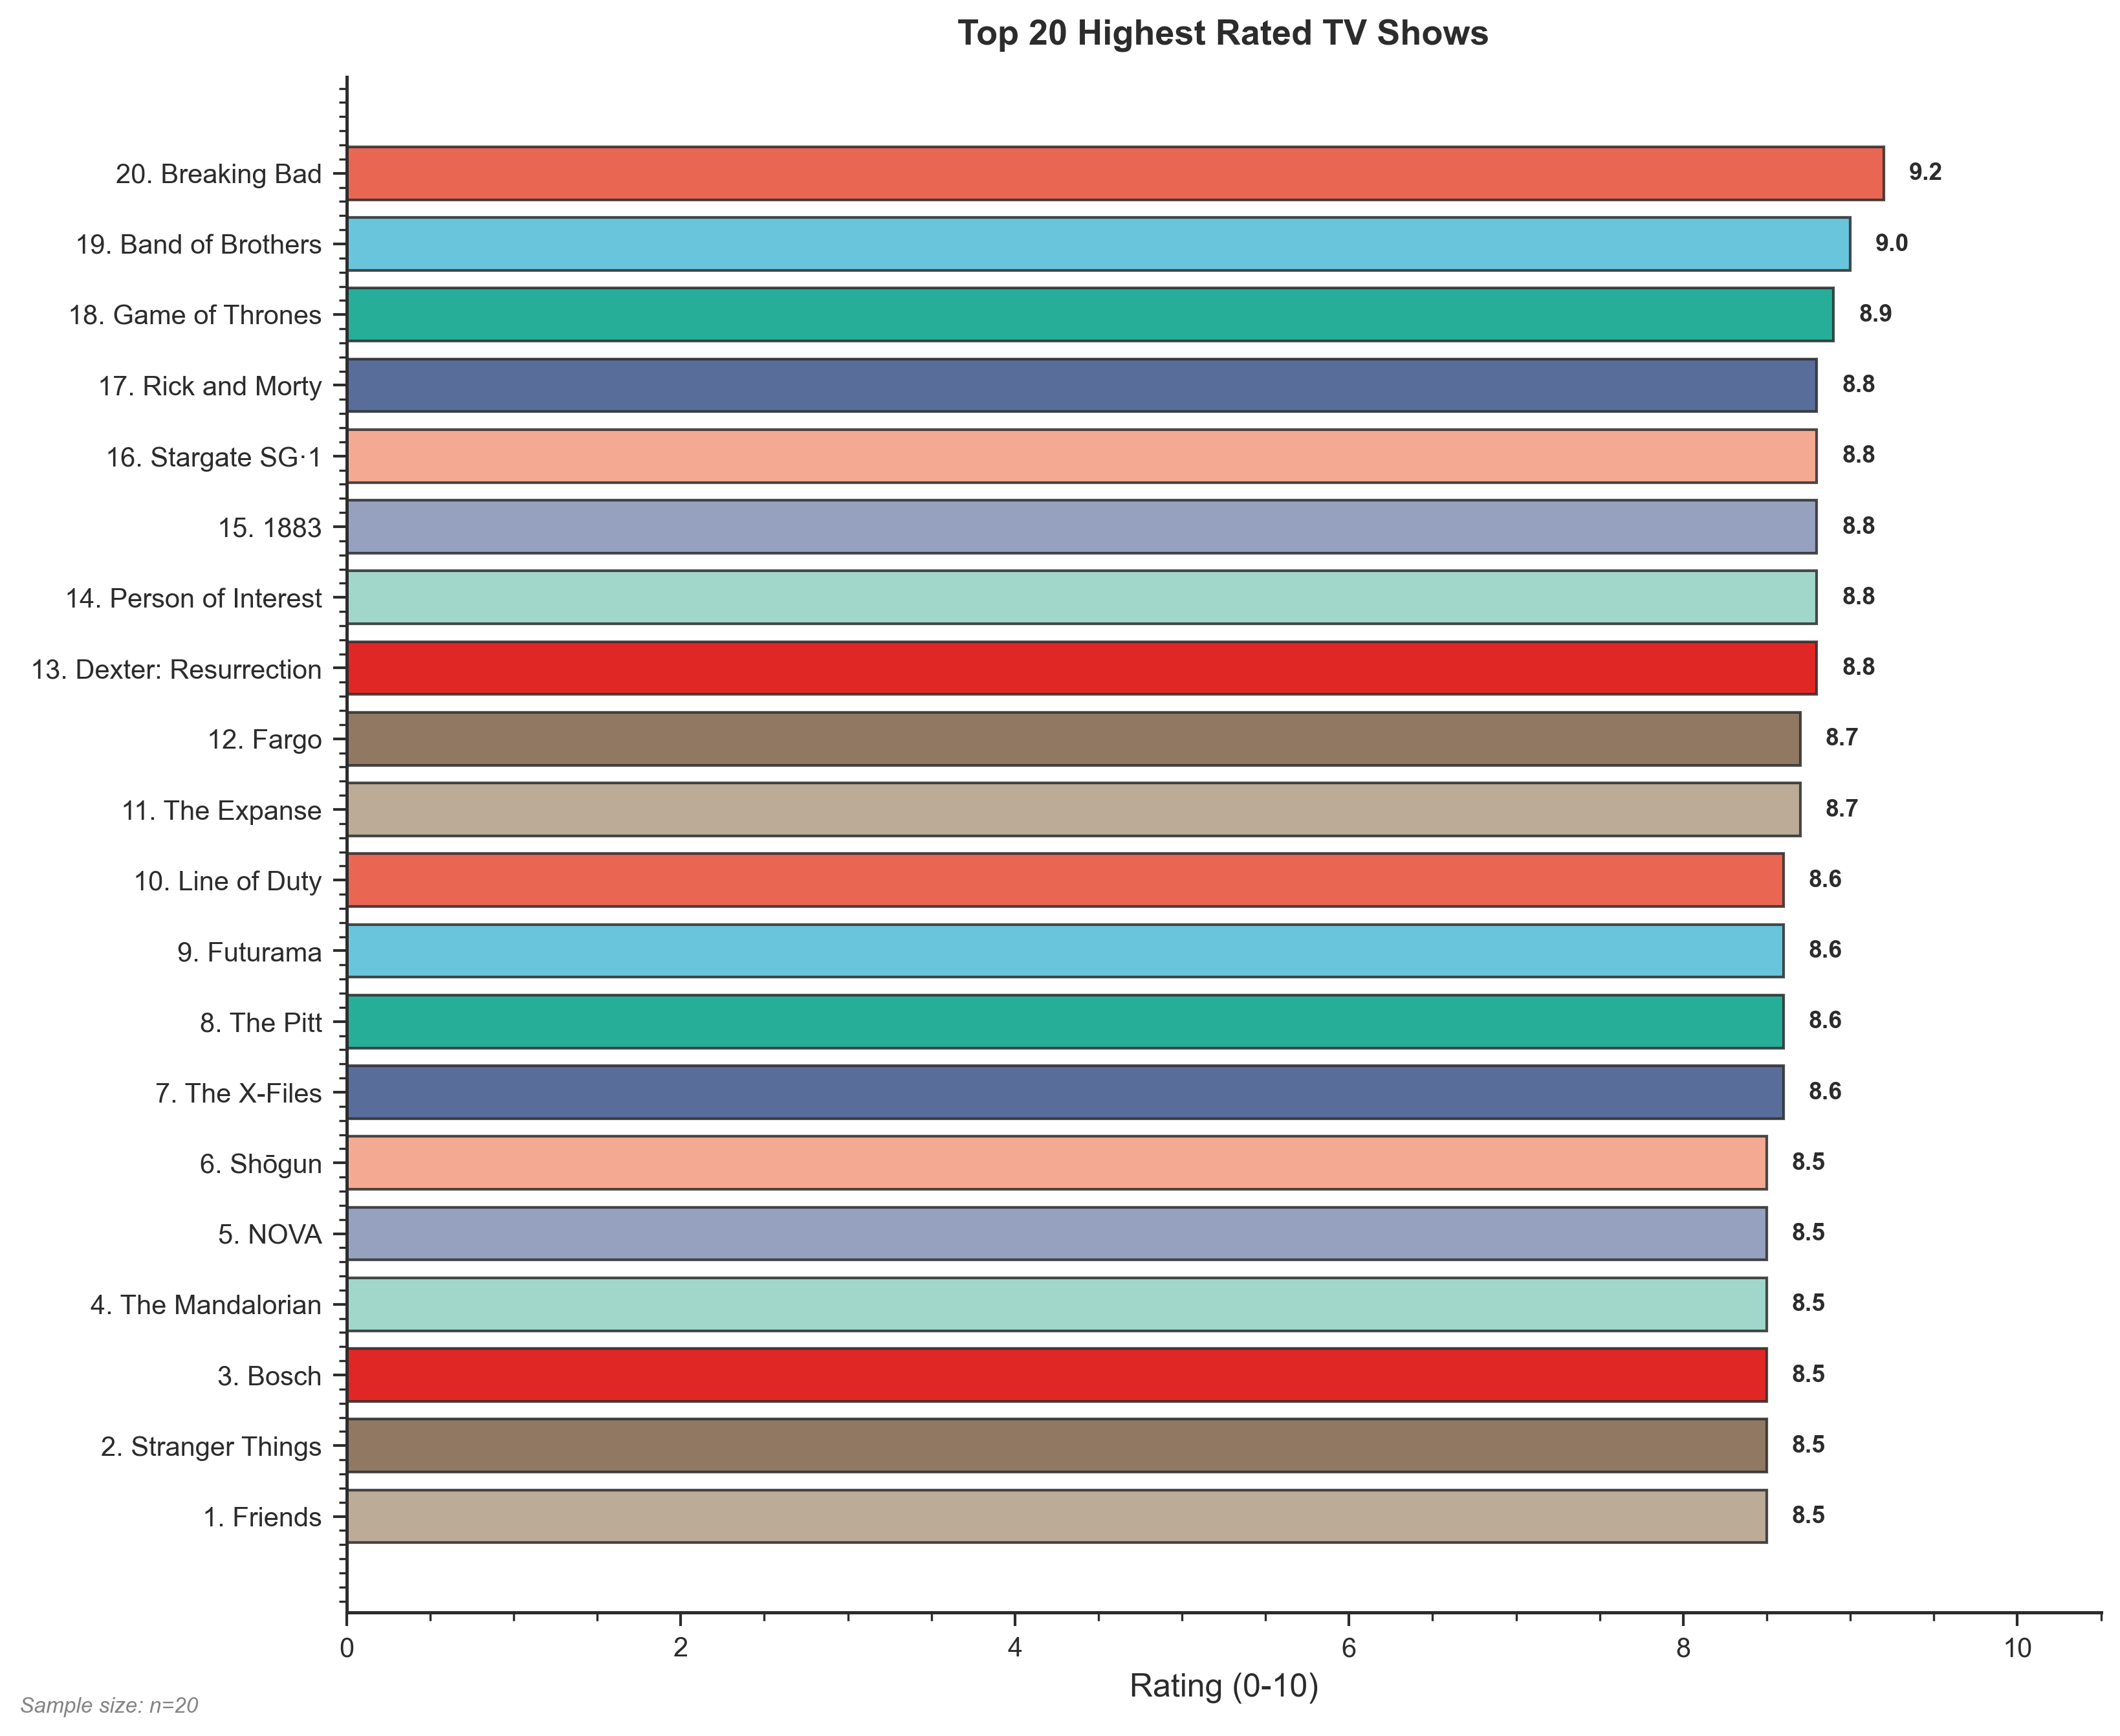 Top 20 Highest Rated TV Shows
20. Breaking Bad 9.2
19. Band of Brothers 9.0
18. Game of Thrones 8.9
17. Rick and Morty 8.8
16. Stargate SG·1 8.8
15. 1883 8.8
14. Person of Interest 8.8
13. Dexter: Resurrection 8.8
12. Fargo 8.7
11. The Expanse 8.7
10. Line of Duty 8.6
9. Futurama 8.6
8. The Pitt 8.6
7. The X-Files 8.6
6. Shōgun 8.5
5. NOVA 8.5
4. The Mandalorian 8.5
3. Bosch 8.5
2. Stranger Things 8.5
1. Friends 8.5
0 2 4 6 8 10
Rating (0-10)
Sample size: n=20